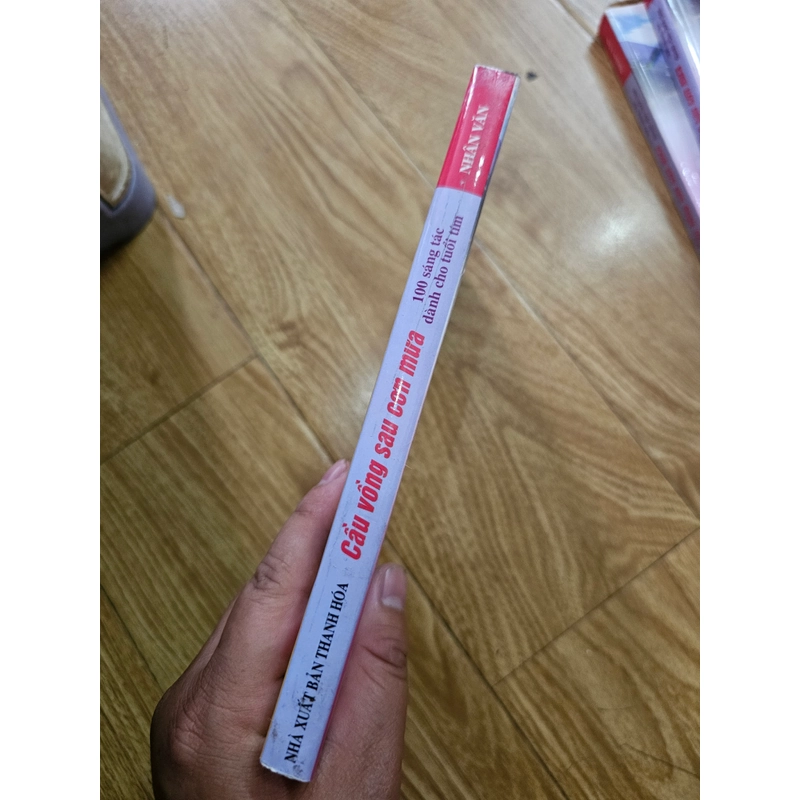 NHÂN VĂN
100 sáng tác
dành cho tuổi tím
Cầu vồng sau cơn mưa
NHÀ XUẤT BẢN THANH HÓA